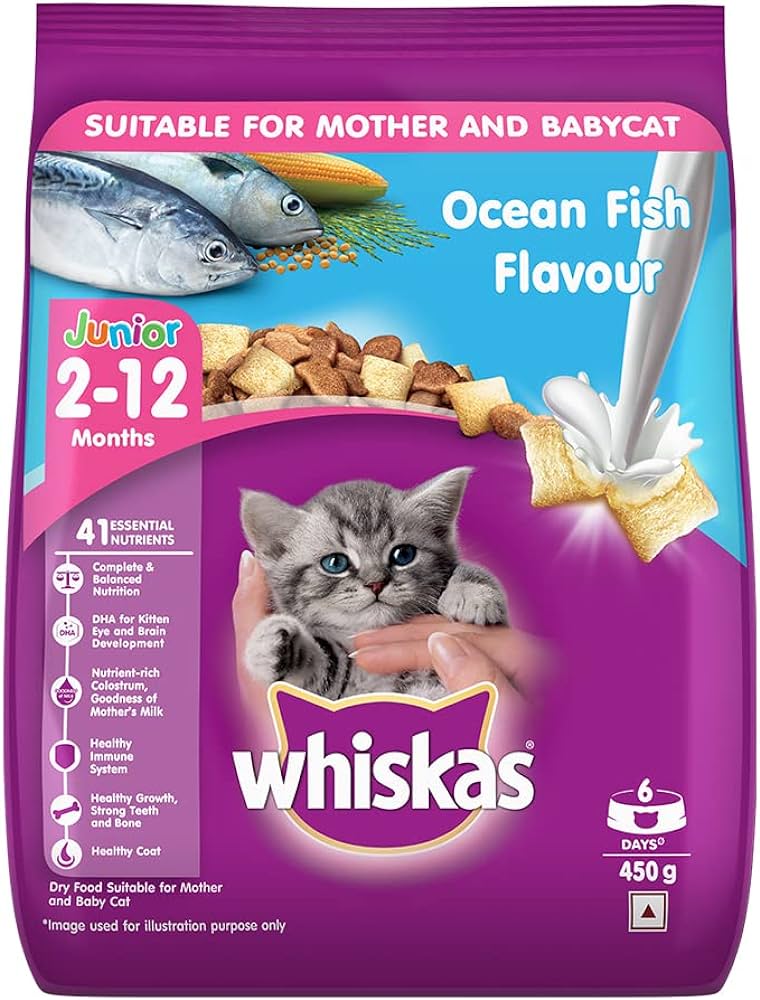 SUITABLE FOR MOTHER AND BABYCAT
Ocean Fish
Flavour
Junior
2-12
Months
41 ESSENTIAL
NUTRIENTS
Complete &
Balanced
Nutrition
DHA
DHA for Kitten
Eye and Brain
Development
Nutrient-rich
Colostrum,
Goodness of
Mother's Milk
Healthy
Immune
System
Healthy Growth,
Strong Teeth
and Bone
Healthy Coat
whiskas®
6
DAYS
450 g
Dry Food Suitable for Mother
and Baby Cat
*Image used for illustration purpose only